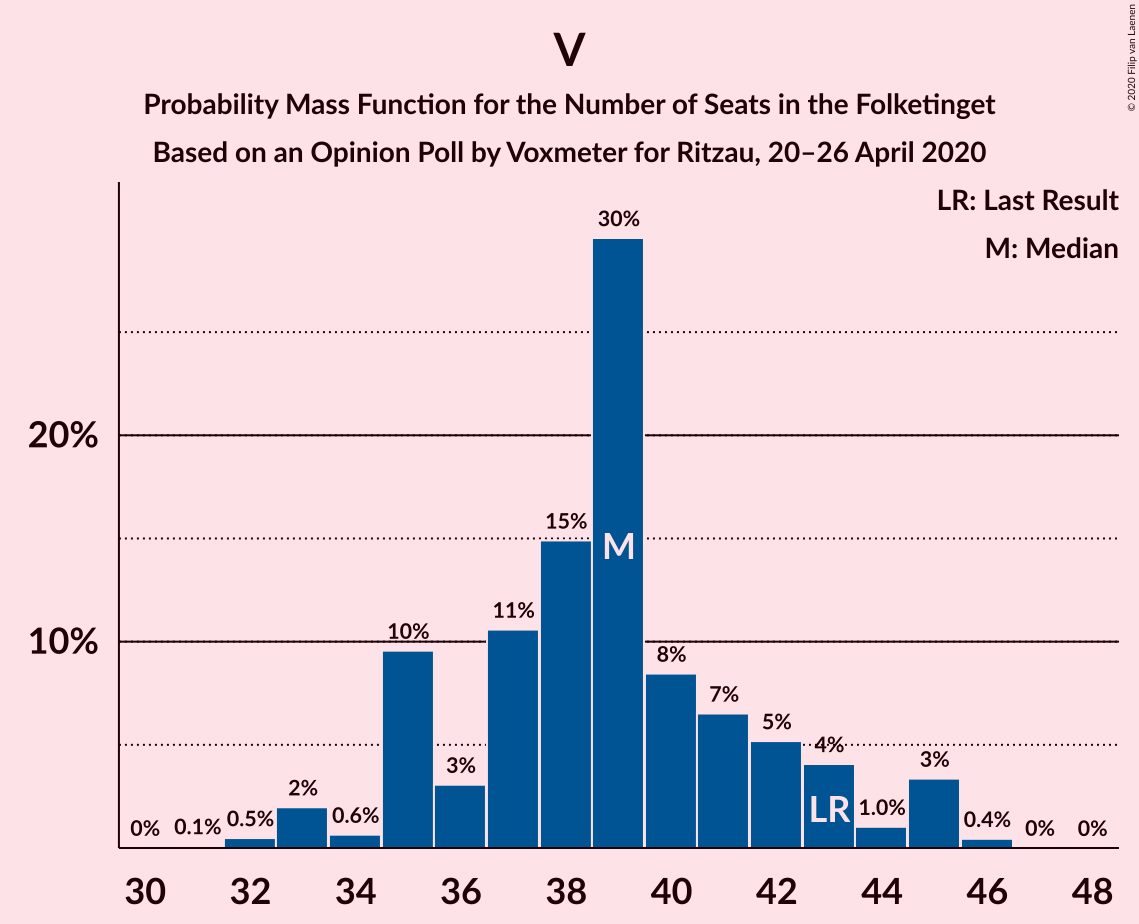 V
Probability Mass Function for the Number of Seats in the Folketinget
Based on an Opinion Poll by Voxmeter for Ritzau, 20–26 April 2020
© 2020 Filip van Laenen
LR: Last Result
M: Median
20%
10%
0%
0.1%
0.5%
2%
0.6%
10%
3%
11%
15%
30%
M
8%
7%
5%
4%
LR
1.0%
3%
0.4%
0%
0%
30 32 34 36 38 40 42 44 46 48